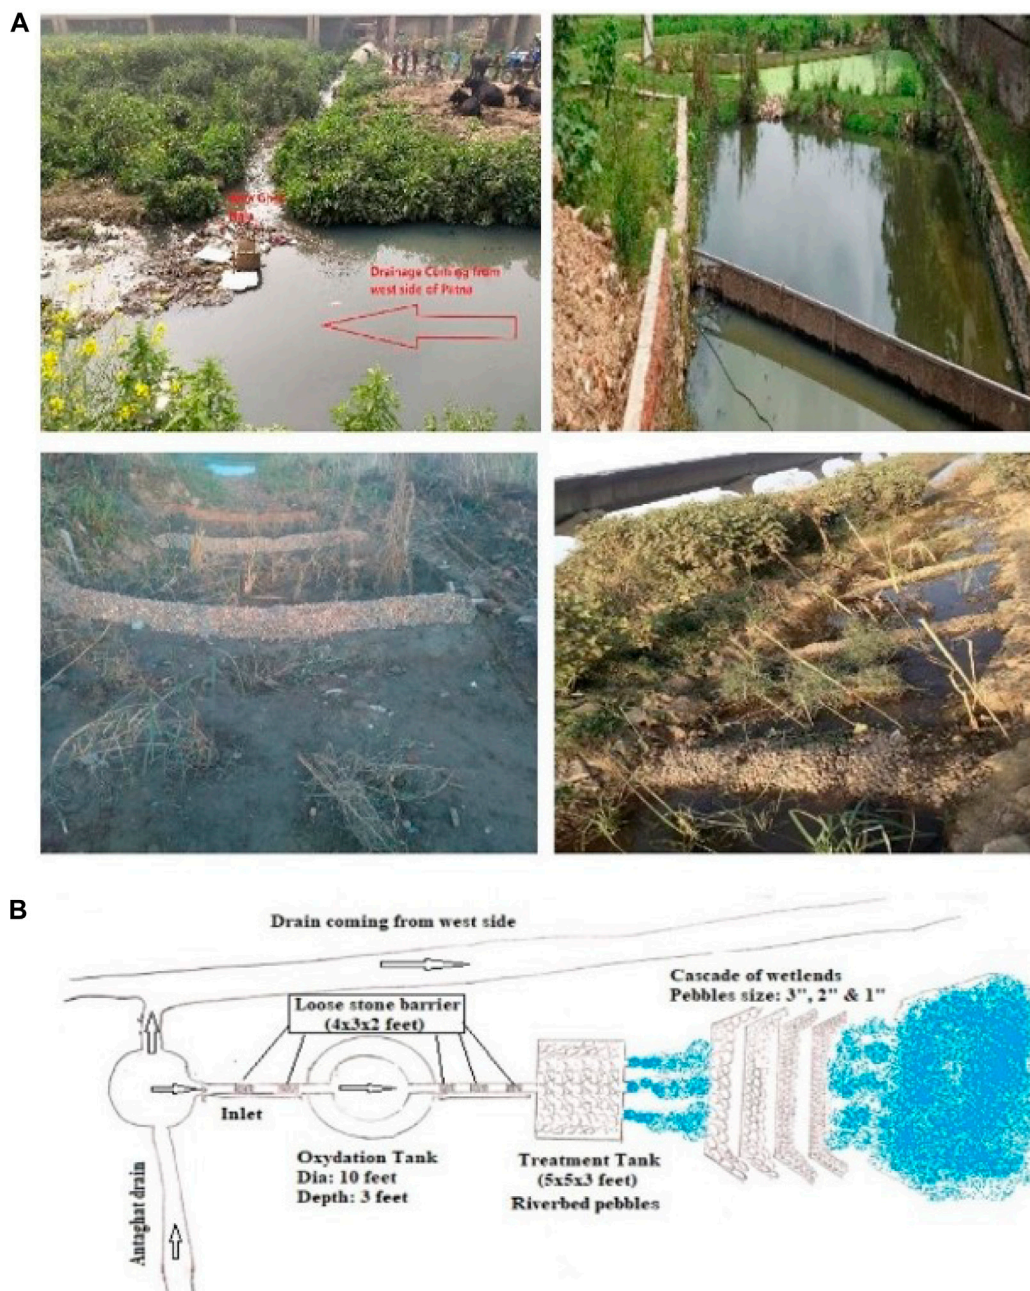 A
Drainage Coming from
west side of Patna
B
Drain coming from west side
Cascade of wetlends
Pebbles size: 3", 2" & 1"
Loose stone barrier
(4x3x2 feet)
Inlet
Oxydation Tank
Dia: 10 feet
Depth: 3 feet
Treatment Tank
(5x5x3 feet)
Riverbed pebbles
Antaghat drain